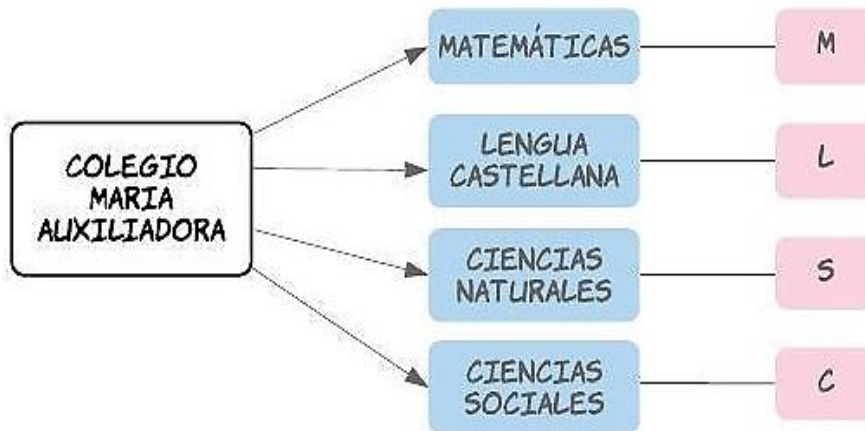 COLEGIO
MARIA
AUXILIADORA
MATEMÁTICAS
M
LENGUA
CASTELLANA
L
CIENCIAS
NATURALES
S
CIENCIAS
SOCIALES
C